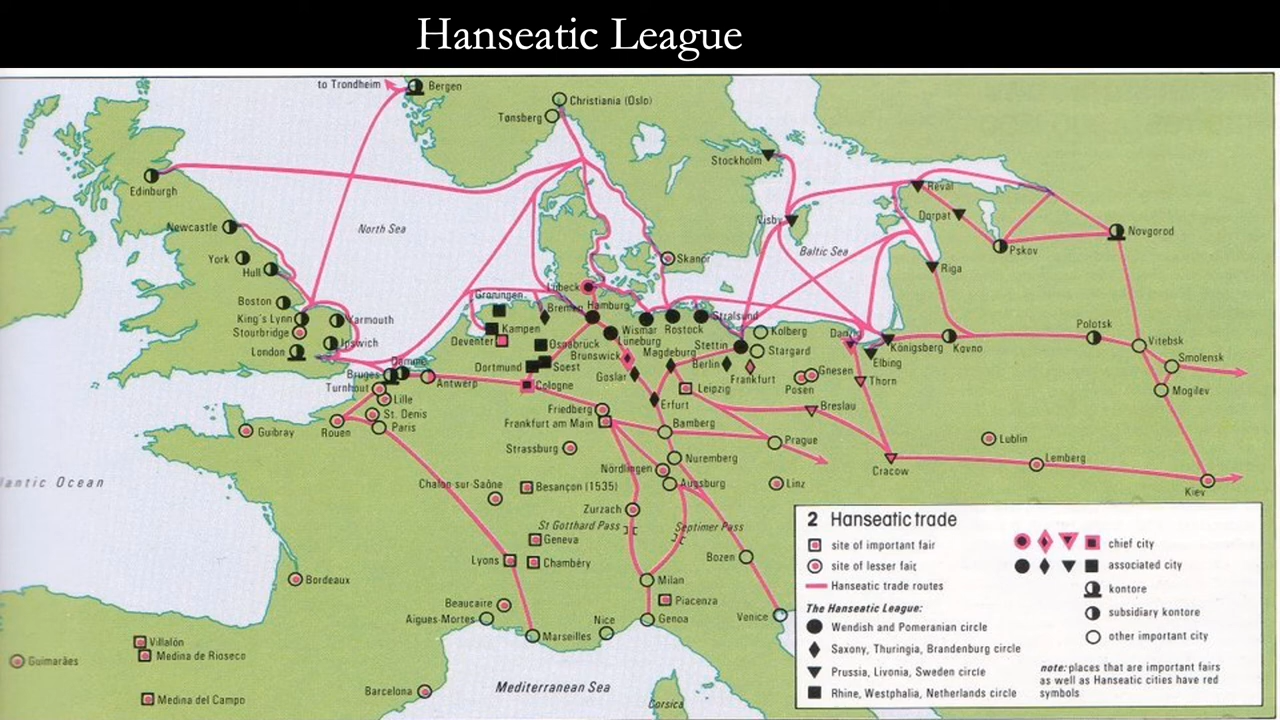 Hanseatic League
to Trondheim
Bergen
Christiania (Oslo)
Tønsberg
Stockholm
Edinburgh
Reval
Dorpat
Visby
Newcastle
North Sea
Novgorod
Pskov
Baltic Sea
York
Hull
Skanör
Riga
Lübeck
Groningen
Boston
Bremen
Hamburg
King's Lynn
Yarmouth
Stralsund
Stourbridge
Kampen
Wismar
Rostock
Kolberg
Danzig
Polotsk
Deventer
Lüneburg
Ipswich
Osnabrück
Stettin
Königsberg
Kovno
Vitebsk
London
Brunswick
Magdeburg
Stargard
Smolensk
Damme
Dortmund
Soest
Berlin
Elbing
Bruges
Goslar
Frankfurt
Gnesen
Turnhout
Antwerp
Cologne
Leipzig
Posen
Thorn
Mogilev
Lille
Erfurt
Breslau
St. Denis
Friedberg
Paris
Frankfurt am Main
Bamberg
Guibray
Rouen
Prague
Lublin
Strassburg
Nuremberg
Lemberg
Nördlingen
Cracow
lantic Ocean
Chalon-sur-Saône
Besançon (1535)
Augsburg
Linz
Kiev
Zurzach
St Gotthard Pass
Septimer Pass
Geneva
Lyons
Chambéry
Bozen
Bordeaux
Milan
Beaucaire
Piacenza
Aigues-Mortes
Nice
Genoa
Venice
Marseilles
Villalón
Guimarães
Medina de Rioseco
Barcelona
Mediterranean Sea
Medina del Campo
Corsica
2 Hanseatic trade
site of important fair
site of lesser fair
Hanseatic trade routes
The Hanseatic League:
Wendish and Pomeranian circle
Saxony, Thuringia, Brandenburg circle
Prussia, Livonia, Sweden circle
Rhine, Westphalia, Netherlands circle
chief city
associated city
kontore
subsidiary kontore
other important city
note: places that are important fairs
as well as Hanseatic cities have red
symbols